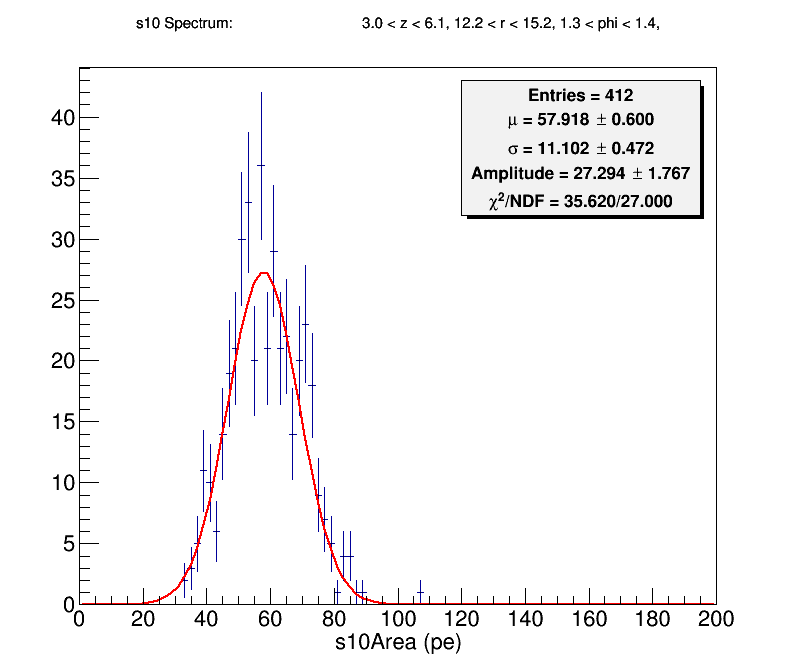 s10 Spectrum: 3.0 < z < 6.1, 12.2 < r < 15.2, 1.3 < phi < 1.4,
Entries = 412
μ = 57.918 ± 0.600
σ = 11.102 ± 0.472
Amplitude = 27.294 ± 1.767
χ²/NDF = 35.620/27.000
40
35
30
25
20
15
10
5
0
0 20 40 60 80 100 120 140 160 180 200
s10Area (pe)